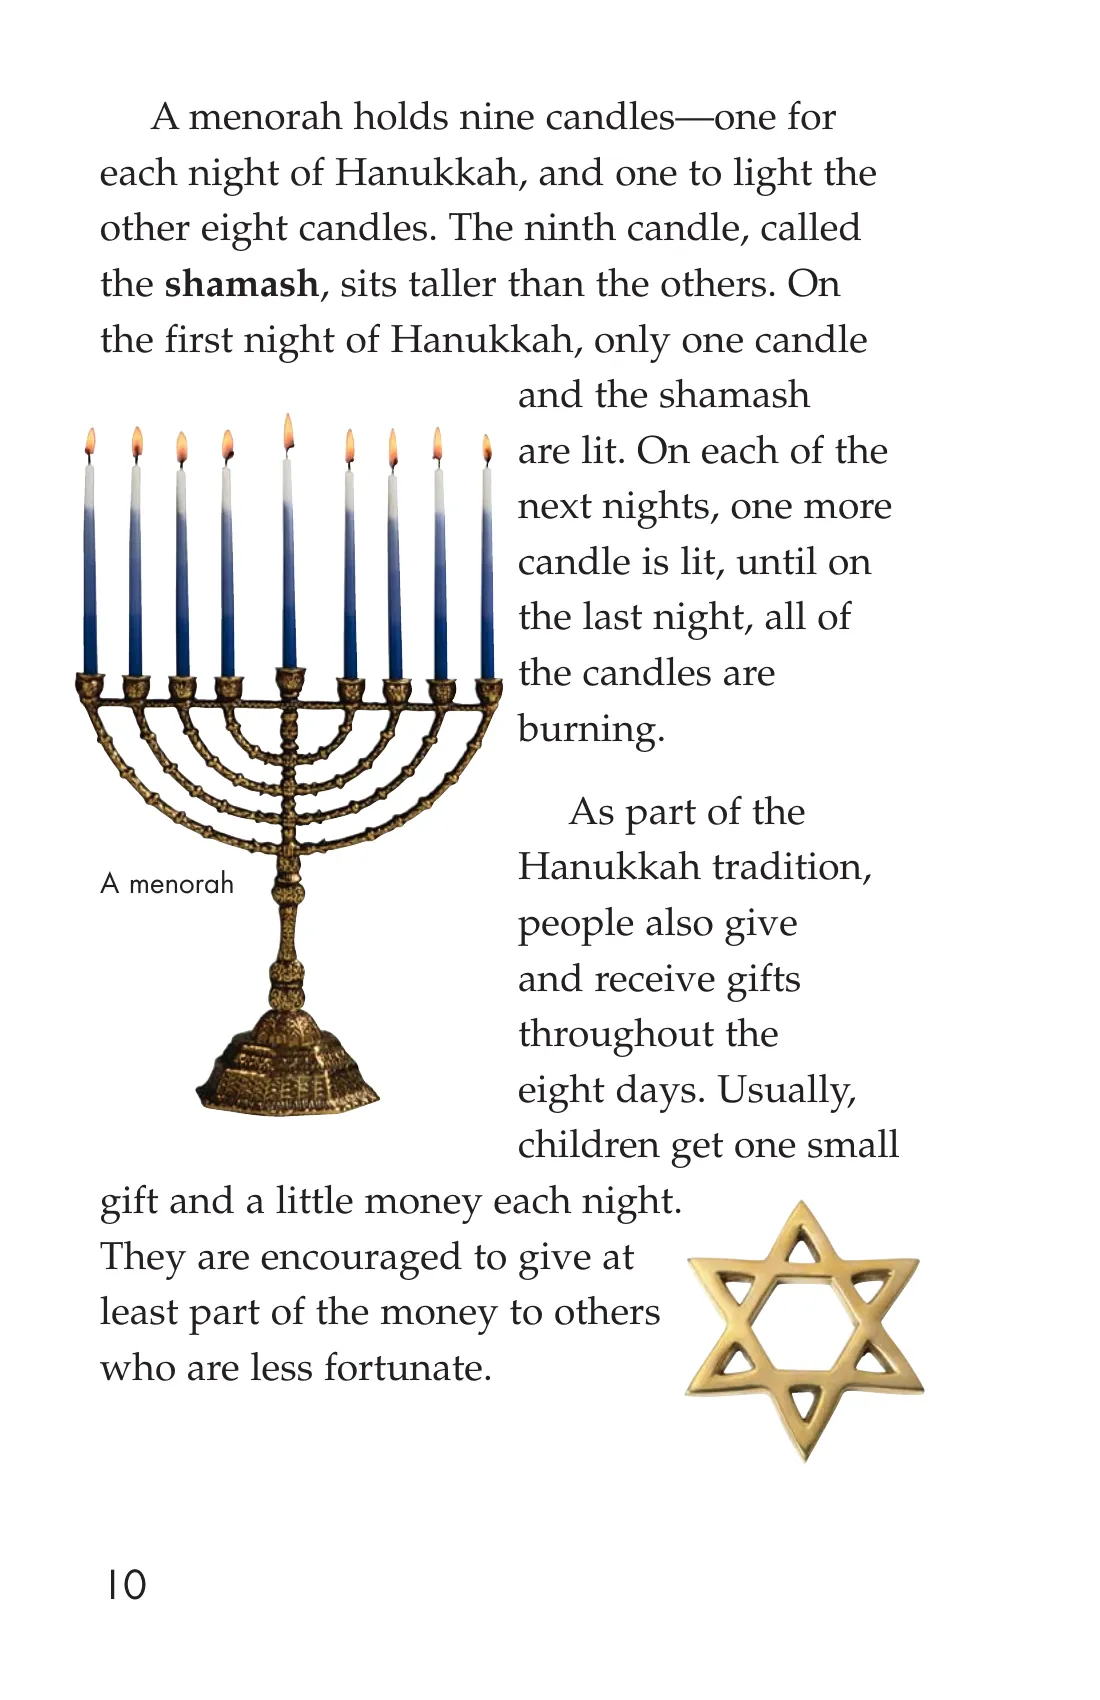 A menorah holds nine candles—one for
each night of Hanukkah, and one to light the
other eight candles. The ninth candle, called
the shamash, sits taller than the others. On
the first night of Hanukkah, only one candle
and the shamash
are lit. On each of the
next nights, one more
candle is lit, until on
the last night, all of
the candles are
burning.
A menorah
As part of the
Hanukkah tradition,
people also give
and receive gifts
throughout the
eight days. Usually,
children get one small
gift and a little money each night.
They are encouraged to give at
least part of the money to others
who are less fortunate.
10